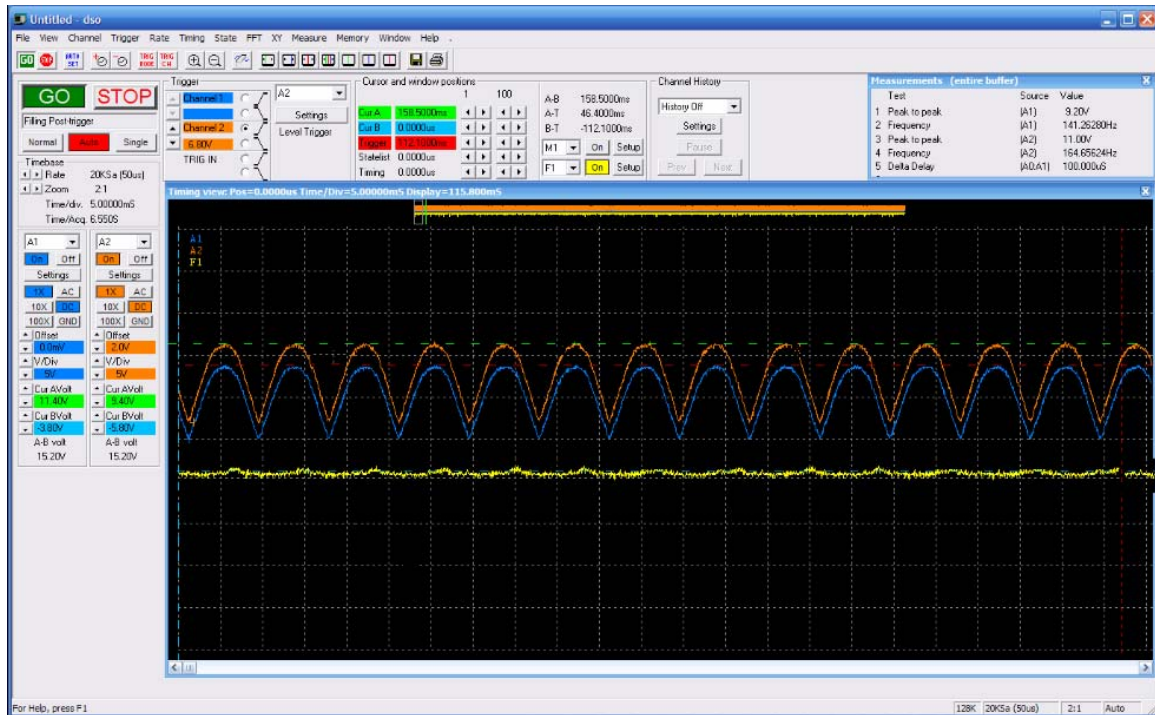 Untitled - dso
File View Channel Trigger Rate Timing State FFT XY Measure Memory Window Help .
GO AUTO SET TRIG MODE TRIG CH
GO STOP
Filling Post-trigger
Normal Auto Single
Timebase
Rate 20KSa (50us)
Zoom 2:1
Time/div. 5.00000mS
Time/Acq. 6.550S
Trigger
Channel 1
Channel 2
6.80V
TRIG IN
A2
Settings
Level Trigger
Cursor and window positions
1 100
Cur A 158.5000ms
Cur B 0.0000us
Trigger 112.1000ms
Statelist 0.0000us
Timing 0.0000us
A-B 158.5000ms
A-T 46.4000ms
B-T -112.1000ms
M1 On Setup
F1 On Setup
Channel History
History Off
Settings
Pause
Prev Next
Measurements (entire buffer)
Test Source Value
1 Peak to peak (A1) 9.20V
2 Frequency (A1) 141.26280Hz
3 Peak to peak (A2) 11.00V
4 Frequency (A2) 164.65624Hz
5 Delta Delay (A0:A1) 100.000uS
Timing view: Pos=0.0000us Time/Div=5.00000mS Display=115.800mS
A1
A2
F1
A1 A2
On Off On Off
Settings Settings
1X AC 1X AC
10X DC 10X DC
100X GND 100X GND
Offset Offset
0.0mV 2.0V
V/Div V/Div
5V 5V
Cur AVolt Cur AVolt
11.40V 9.40V
Cur BVolt Cur BVolt
-3.80V -5.80V
A-B volt A-B volt
15.20V 15.20V
For Help, press F1
128K 20KSa (50us) 2:1 Auto